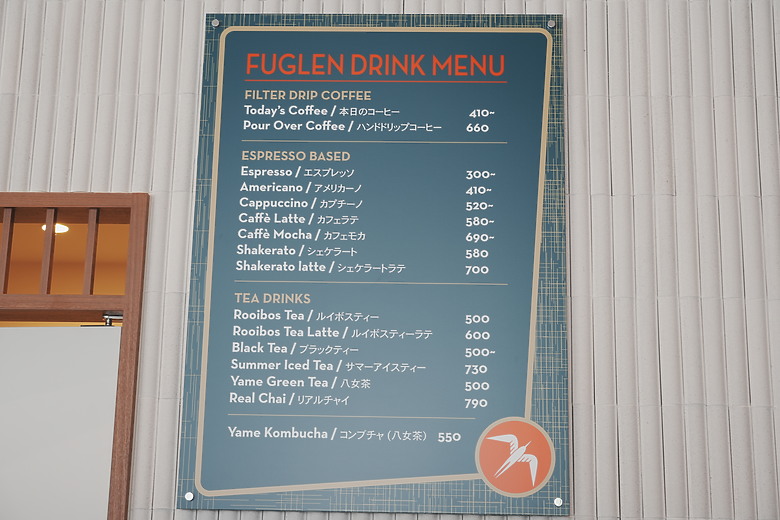 FUGLEN DRINK MENU
FILTER DRIP COFFEE
Today's Coffee / 本日のコーヒー 410~
Pour Over Coffee / ハンドドリップコーヒー 660
ESPRESSO BASED
Espresso / エスプレッソ 300~
Americano / アメリカーノ 410~
Cappuccino / カプチーノ 520~
Caffè Latte / カフェラテ 580~
Caffè Mocha / カフェモカ 690~
Shakerato / シェケラート 580
Shakerato latte / シェケラートラテ 700
TEA DRINKS
Rooibos Tea / ルイボスティー 500
Rooibos Tea Latte / ルイボスティーラテ 600
Black Tea / ブラックティー 500~
Summer Iced Tea / サマーアイスティー 730
Yame Green Tea / 八女茶 500
Real Chai / リアルチャイ 790
Yame Kombucha / コンブチャ (八女茶) 550